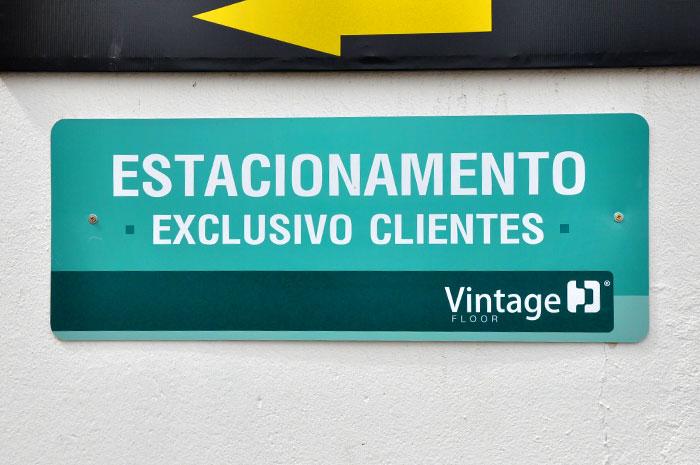 ESTACIONAMENTO
EXCLUSIVO CLIENTES
Vintage ®
FLOOR